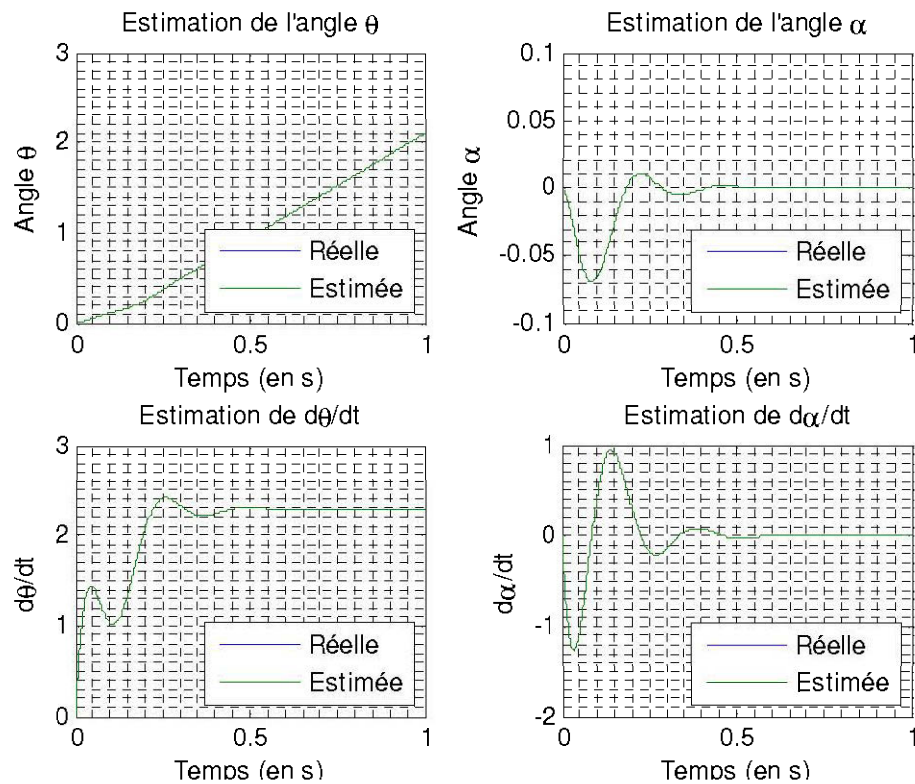 Estimation de l'angle θ
3
2
1
0
Angle θ
Réelle
Estimée
0
0.5
1
Temps (en s)
Estimation de l'angle α
0.1
0.05
0
-0.05
-0.1
Angle α
Réelle
Estimée
0
0.5
1
Temps (en s)
Estimation de dθ/dt
3
2
1
0
dθ/dt
Réelle
Estimée
0
0.5
1
Temps (en s)
Estimation de dα/dt
1
0
-1
-2
dα/dt
Réelle
Estimée
0
0.5
1
Temps (en s)